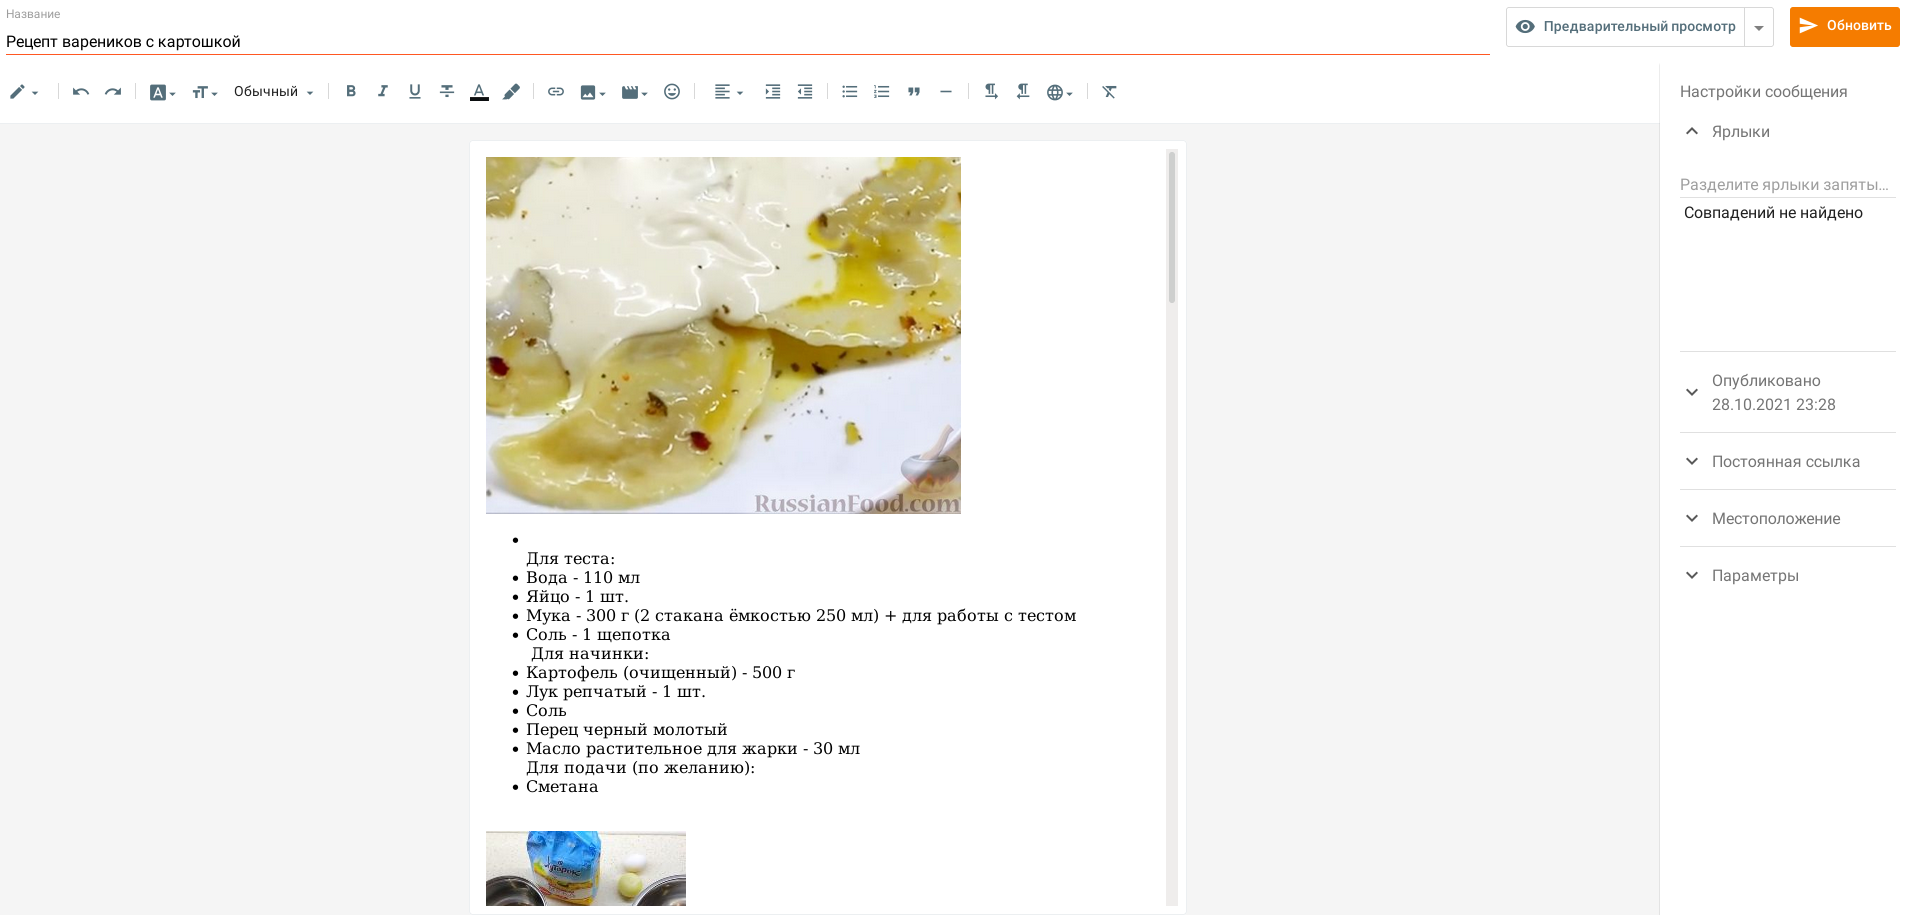 Название
Рецепт вареников с картошкой
Предварительный просмотр
Обновить
Обычный
Настройки сообщения
Ярлыки
Разделите ярлыки запяты...
Совпадений не найдено
Опубликовано
28.10.2021 23:28
Постоянная ссылка
Местоположение
Параметры
RussianFood.com
Для теста:
Вода - 110 мл
Яйцо - 1 шт.
Мука - 300 г (2 стакана ёмкостью 250 мл) + для работы с тестом
Соль - 1 щепотка
Для начинки:
Картофель (очищенный) - 500 г
Лук репчатый - 1 шт.
Соль
Перец черный молотый
Масло растительное для жарки - 30 мл
Для подачи (по желанию):
Сметана